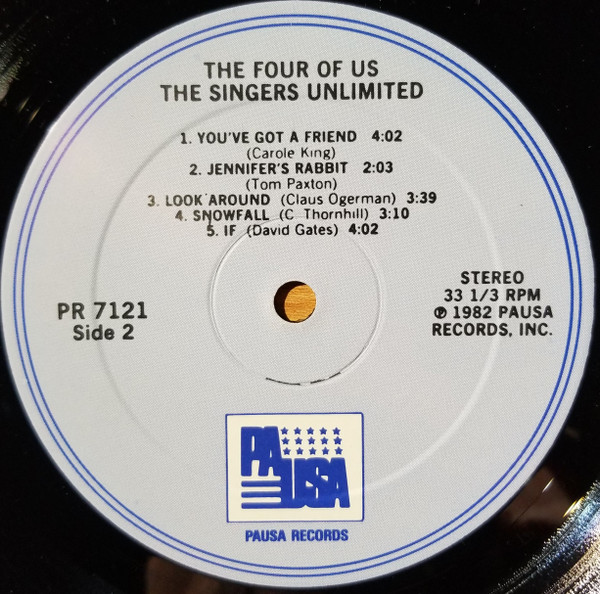 THE FOUR OF US
THE SINGERS UNLIMITED
1. YOU'VE GOT A FRIEND 4:02
(Carole King)
2. JENNIFER'S RABBIT 2:03
(Tom Paxton)
3. LOOK AROUND (Claus Ogerman) 3:39
4. SNOWFALL (C Thornhill) 3:10
5. IF (David Gates) 4:02
PR 7121
Side 2
STEREO
33 1/3 RPM
℗ 1982 PAUSA
RECORDS, INC.
PAUSA
PAUSA RECORDS